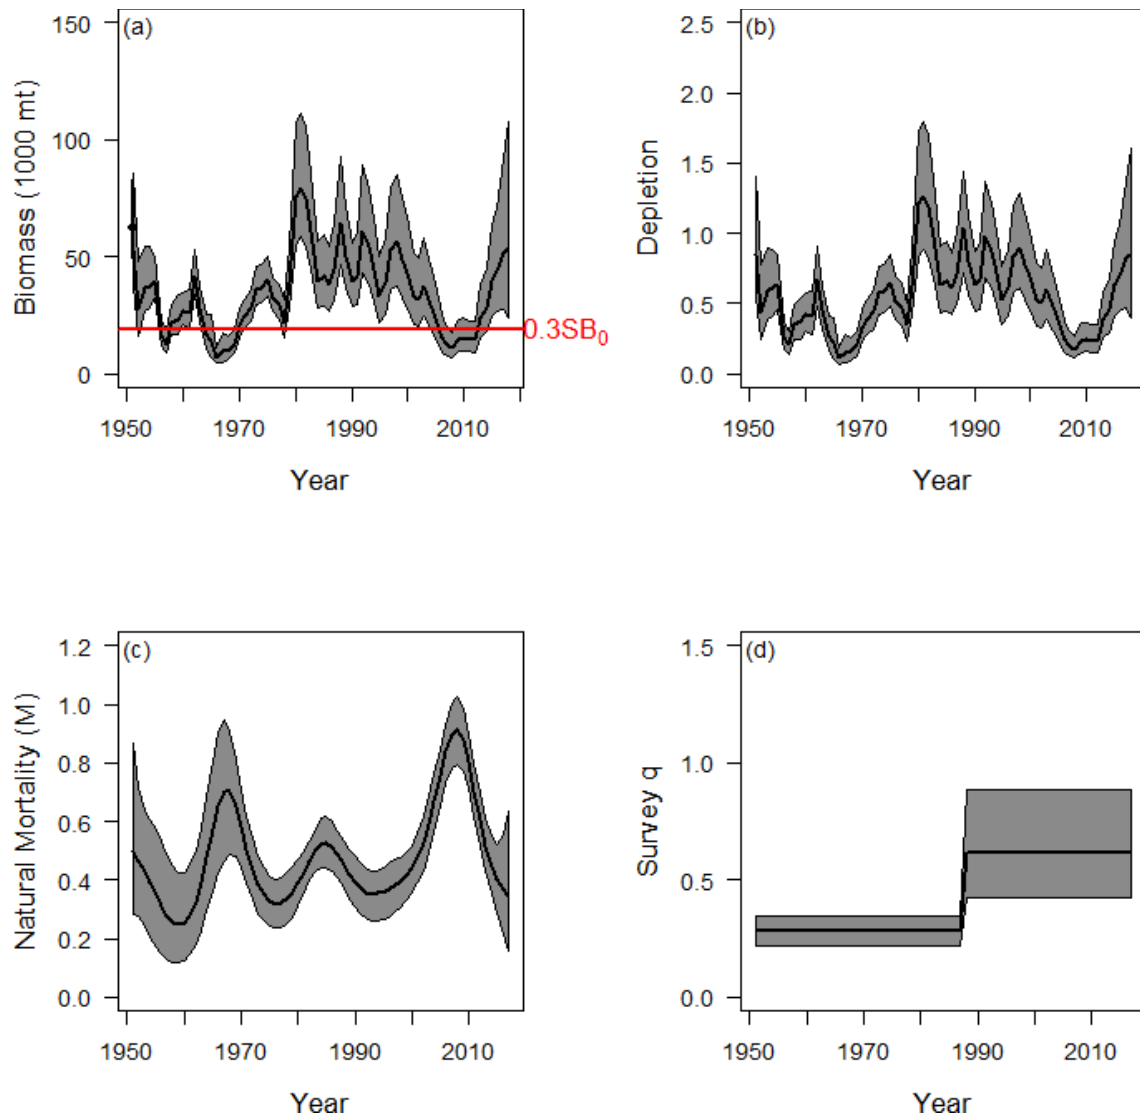 (a)
Biomass (1000 mt)
150
100
50
0
0.3SB₀
1950 1970 1990 2010
Year
(b)
Depletion
2.5
2.0
1.5
1.0
0.5
0.0
1950 1970 1990 2010
Year
(c)
Natural Mortality (M)
1.2
1.0
0.8
0.6
0.4
0.2
0.0
1950 1970 1990 2010
Year
(d)
Survey q
1.5
1.0
0.5
0.0
1950 1970 1990 2010
Year